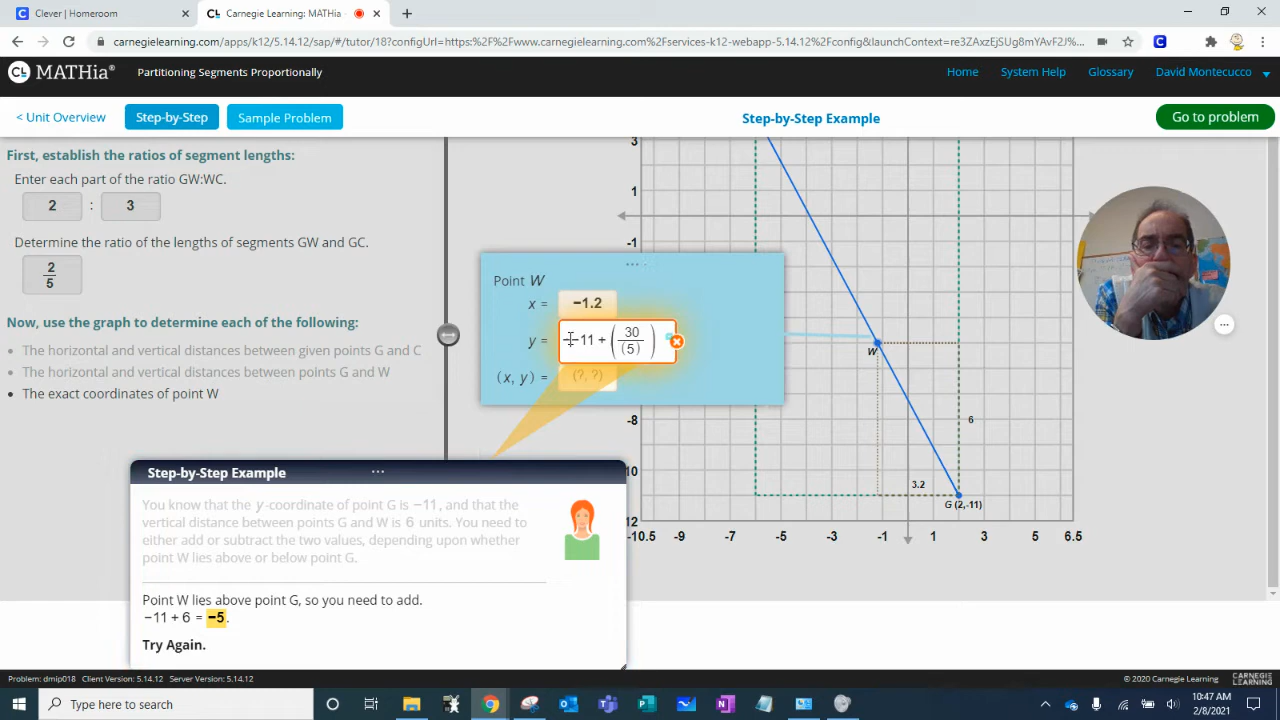 Clever | Homeroom
Carnegie Learning: MATHia
carnegielearning.com/apps/k12/5.14.12/sap/#/tutor/18?configUrl=https:%2F%2Fwww.carnegielearning.com%2Fservices-k12-webapp-5.14.12%2Fconfig&launchContext=re3ZAxzEjSUg8mYAvF2J%...
CL MATHia® Partitioning Segments Proportionally Home System Help Glossary David Montecucco
< Unit Overview Step-by-Step Sample Problem Step-by-Step Example Go to problem
First, establish the ratios of segment lengths:
Enter each part of the ratio GW:WC.
2 : 3
Determine the ratio of the lengths of segments GW and GC.
2
5
Now, use the graph to determine each of the following:
• The horizontal and vertical distances between given points G and C
• The horizontal and vertical distances between points G and W
• The exact coordinates of point W
Point W
x = −1.2
y = −11 + ( 30 / (5) )
(x, y) = (?, ?)
3
1
-1
-8
10
12
W
6
3.2
G (2,-11)
-10.5 -9 -7 -5 -3 -1 1 3 5 6.5
Step-by-Step Example
You know that the y-coordinate of point G is −11, and that the
vertical distance between points G and W is 6 units. You need to
either add or subtract the two values, depending upon whether
point W lies above or below point G.
Point W lies above point G, so you need to add.
−11 + 6 = −5.
Try Again.
Problem: dmip018 Client Version: 5.14.12 Server Version: 5.14.12 © 2020 Carnegie Learning CARNEGIE LEARNING
Type here to search
10:47 AM
2/8/2021